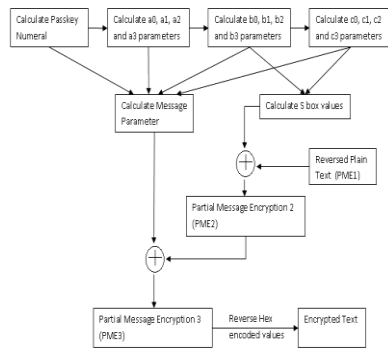 Calculate Passkey
Numeral
Calculate a0, a1, a2
and a3 parameters
Calculate b0, b1, b2
and b3 parameters
Calculate c0, c1, c2
and c3 parameters
Calculate Message
Parameter
Calculate S box values
Reversed Plain
Text (PME1)
Partial Message Encryption 2
(PME2)
Partial Message Encryption 3
(PME3)
Reverse Hex
encoded values
Encrypted Text